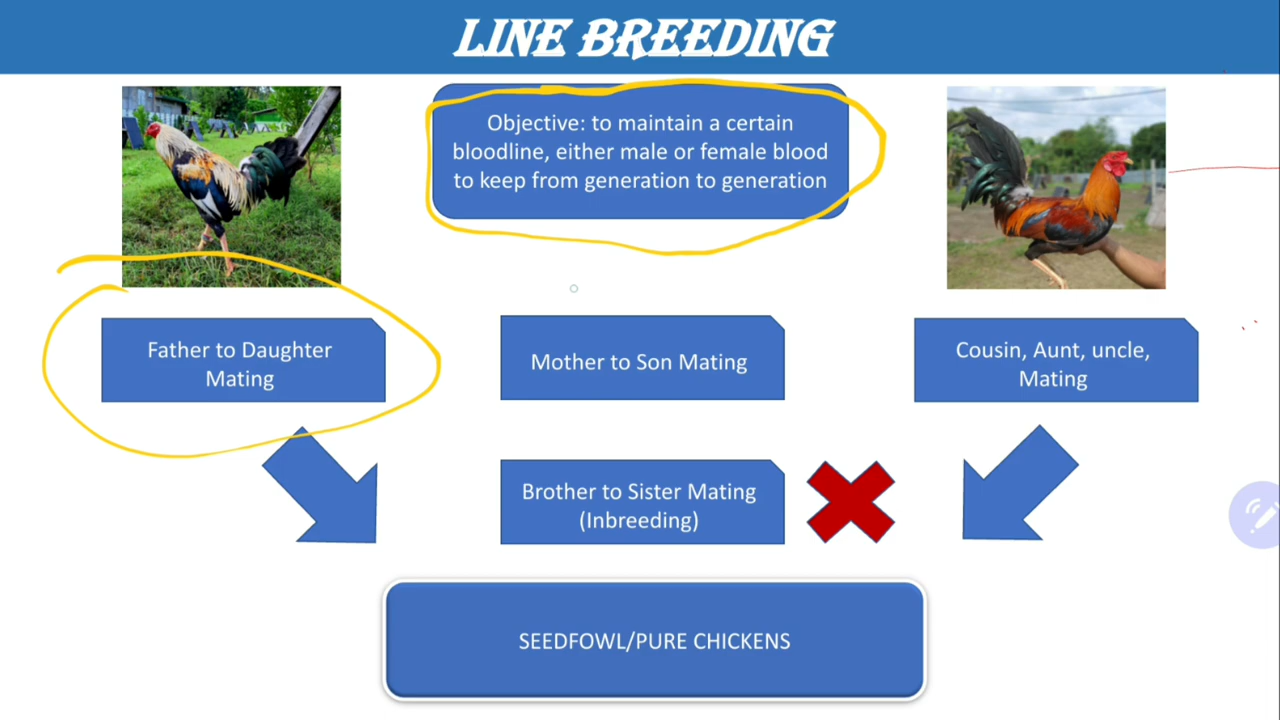 LINE BREEDING
Objective: to maintain a certain
bloodline, either male or female blood
to keep from generation to generation
Father to Daughter
Mating
Mother to Son Mating
Cousin, Aunt, uncle,
Mating
Brother to Sister Mating
(Inbreeding)
SEEDFOWL/PURE CHICKENS